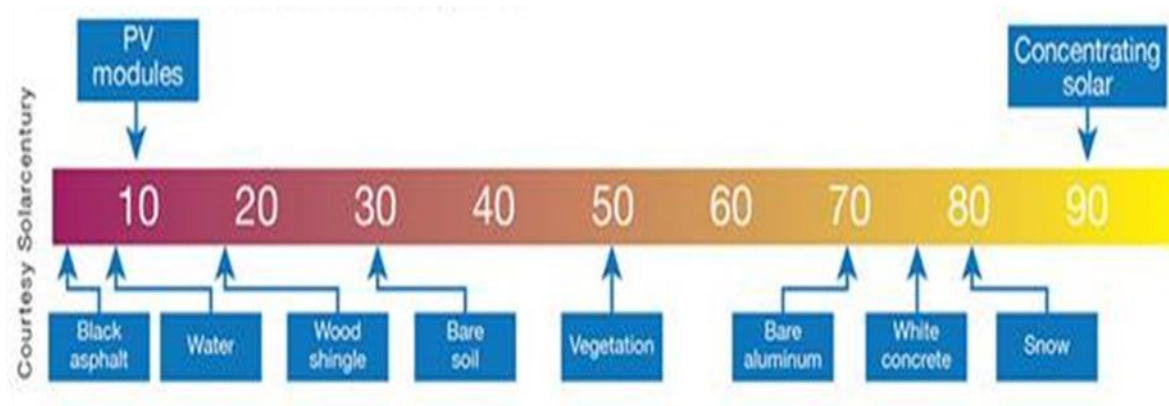 PV
modules
Concentrating
solar
10 20 30 40 50 60 70 80 90
Black
asphalt
Water
Wood
shingle
Bare
soil
Vegetation
Bare
aluminum
White
concrete
Snow
Courtesy Solarcentury